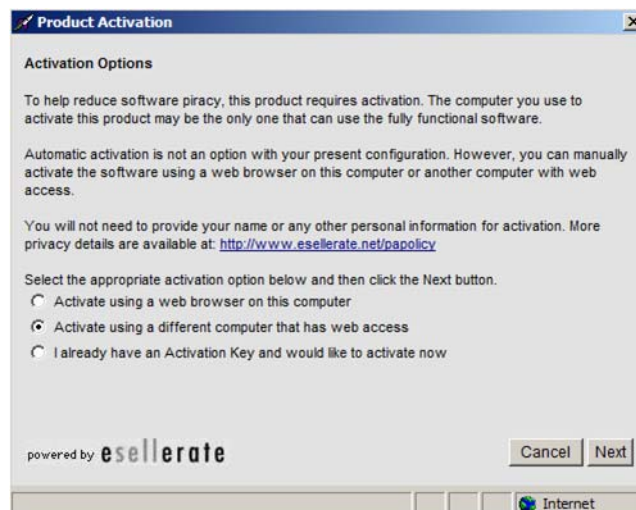 Product Activation
Activation Options
To help reduce software piracy, this product requires activation. The computer you use to
activate this product may be the only one that can use the fully functional software.
Automatic activation is not an option with your present configuration. However, you can manually
activate the software using a web browser on this computer or another computer with web
access.
You will not need to provide your name or any other personal information for activation. More
privacy details are available at: http://www.esellerate.net/papolicy
Select the appropriate activation option below and then click the Next button.
Activate using a web browser on this computer
Activate using a different computer that has web access
I already have an Activation Key and would like to activate now
powered by esellerate
Cancel Next
Internet